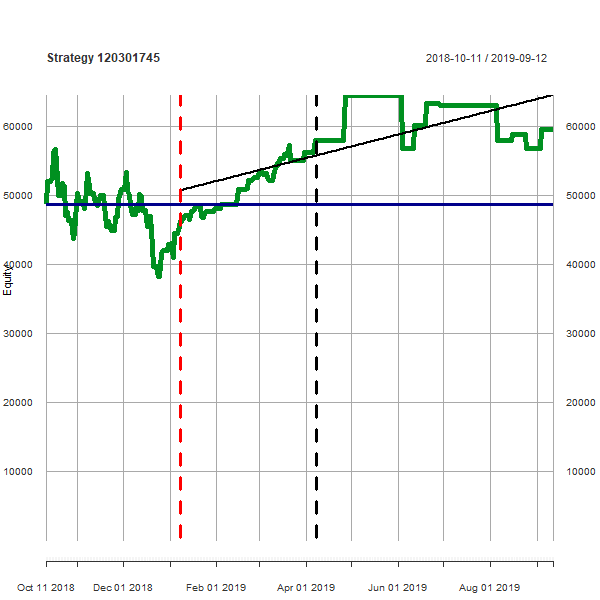 Strategy 120301745
2018-10-11 / 2019-09-12
60000
60000
50000
50000
40000
40000
Equity
30000
30000
20000
20000
10000
10000
Oct 11 2018
Dec 01 2018
Feb 01 2019
Apr 01 2019
Jun 01 2019
Aug 01 2019